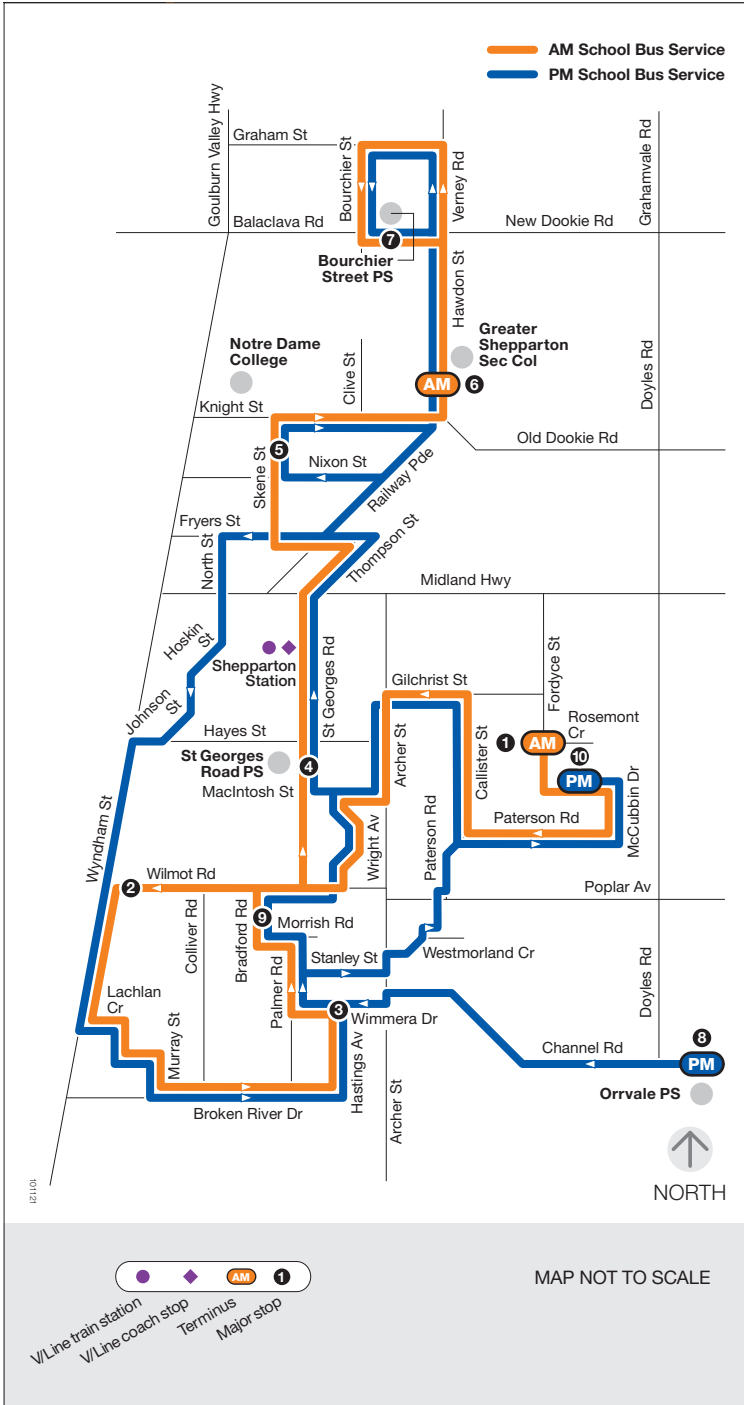 AM School Bus Service
PM School Bus Service
Goulburn Valley Hwy
Graham St
Bourchier St
Verney Rd
Grahamvale Rd
Balaclava Rd
New Dookie Rd
7
Bourchier
Street PS
Hawdon St
Notre Dame
College
Clive St
Greater
Shepparton
Sec Col
AM
6
Doyles Rd
Knight St
Old Dookie Rd
5
Skene St
Nixon St
Railway Pde
Fryers St
North St
Thompson St
Midland Hwy
Hoskin
St
Shepparton
Station
St Georges Rd
Gilchrist St
Fordyce St
Johnson
St
Hayes St
Archer St
Callister St
Rosemont
Cr
1
AM
10
PM
St Georges
Road PS
4
MacIntosh St
Wright Av
Paterson Rd
Paterson Rd
McCubbin Dr
Wyndham St
2
Wilmot Rd
Poplar Av
Colliver Rd
Bradford Rd
9
Morrish Rd
Stanley St
Westmorland Cr
Palmer Rd
Doyles Rd
Lachlan
Cr
3
Wimmera Dr
Murray St
Hastings Av
Channel Rd
8
PM
Orrvale PS
Broken River Dr
Archer St
NORTH
101121
V/Line train station
V/Line coach stop
AM
Terminus
1
Major stop
MAP NOT TO SCALE